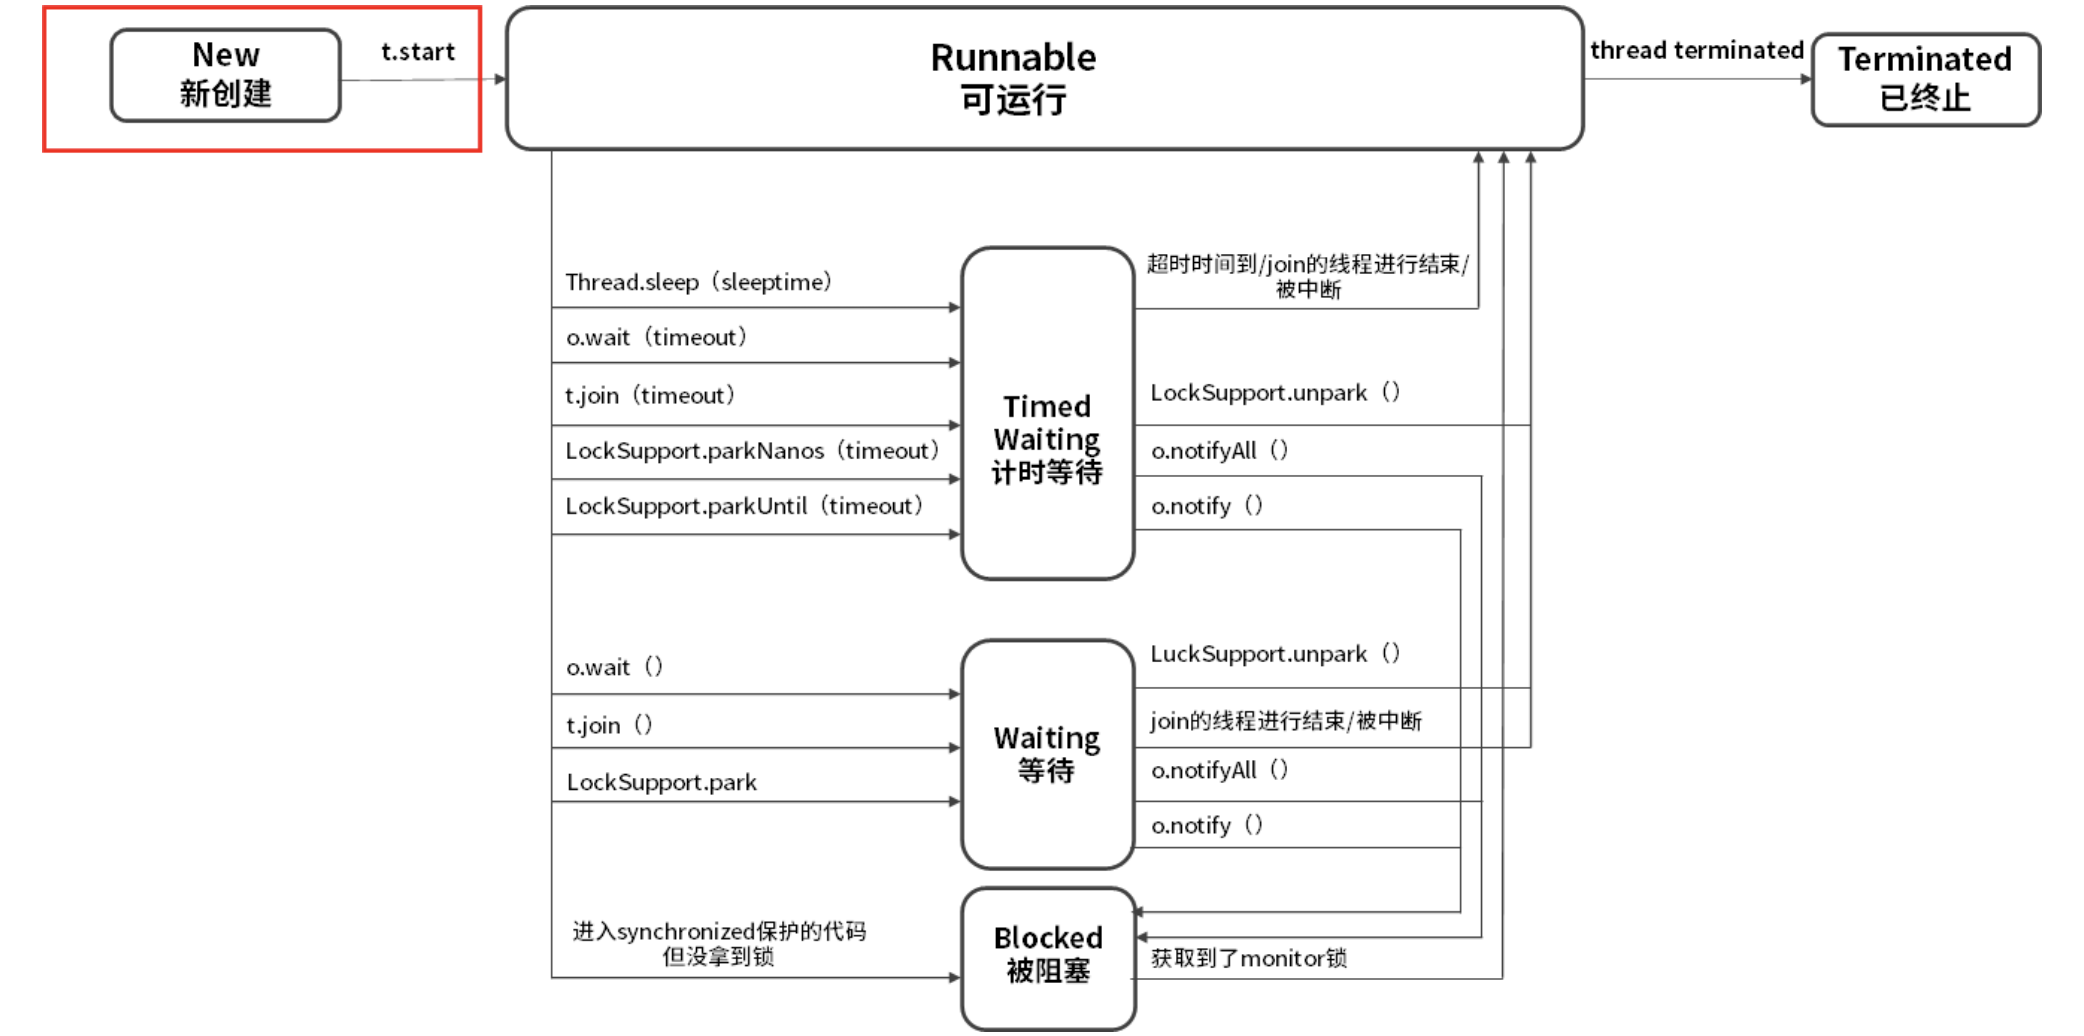 New
新创建
t.start
Runnable
可运行
thread terminated
Terminated
已终止
Thread.sleep（sleeptime）
o.wait（timeout）
t.join（timeout）
LockSupport.parkNanos（timeout）
LockSupport.parkUntil（timeout）
Timed
Waiting
计时等待
超时时间到/join的线程进行结束/
被中断
LockSupport.unpark（）
o.notifyAll（）
o.notify（）
o.wait（）
t.join（）
LockSupport.park
Waiting
等待
LuckSupport.unpark（）
join的线程进行结束/被中断
o.notifyAll（）
o.notify（）
进入synchronized保护的代码
但没拿到锁
Blocked
被阻塞
获取到了monitor锁